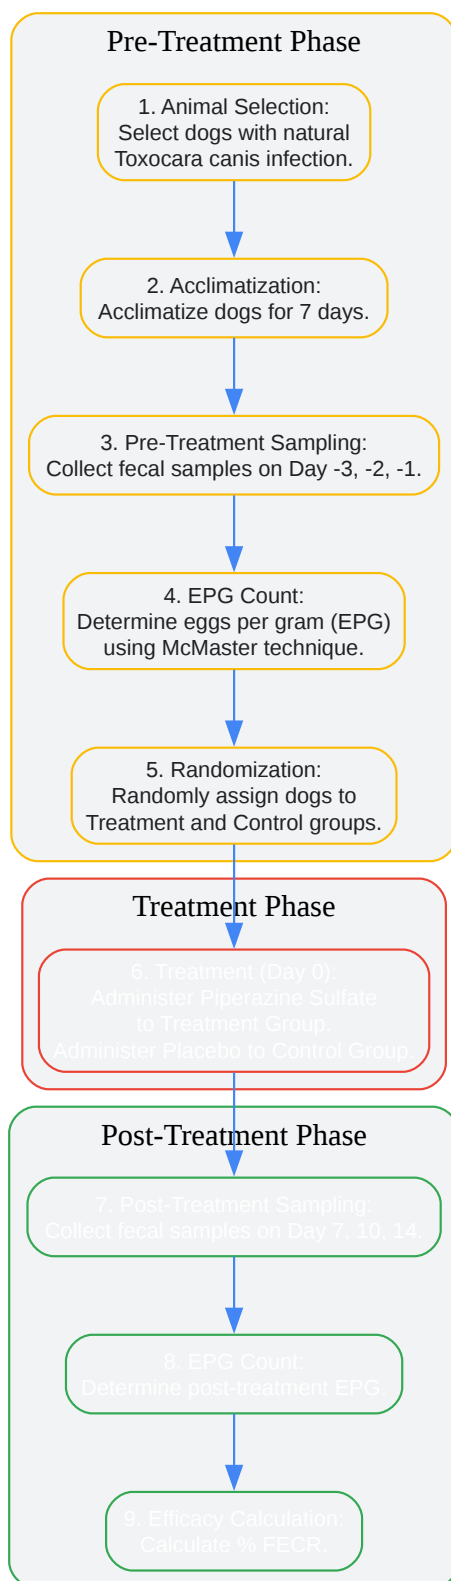 Pre-Treatment Phase
1. Animal Selection:
Select dogs with natural
Toxocara canis infection.
2. Acclimatization:
Acclimatize dogs for 7 days.
3. Pre-Treatment Sampling:
Collect fecal samples on Day -3, -2, -1.
4. EPG Count:
Determine eggs per gram (EPG)
using McMaster technique.
5. Randomization:
Randomly assign dogs to
Treatment and Control groups.
Treatment Phase
6. Treatment (Day 0):
Administer Piperazine Sulfate
to Treatment Group.
Administer Placebo to Control Group.
Post-Treatment Phase
7. Post-Treatment Sampling:
Collect fecal samples on Day 7, 10, 14.
8. EPG Count:
Determine post-treatment EPG.
9. Efficacy Calculation:
Calculate % FECR.